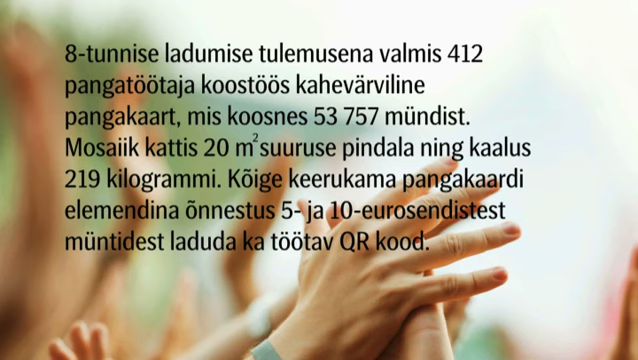 8-tunnise ladumise tulemusena valmis 412
pangatöötaja koostöös kahevärviline
pangakaart, mis koosnes 53 757 mündist.
Mosaiik kattis 20 m² suuruse pindala ning kaalus
219 kilogrammi. Kõige keerukama pangakaardi
elemendina õnnestus 5- ja 10-eurosendistest
müntidest laduda ka töötav QR kood.